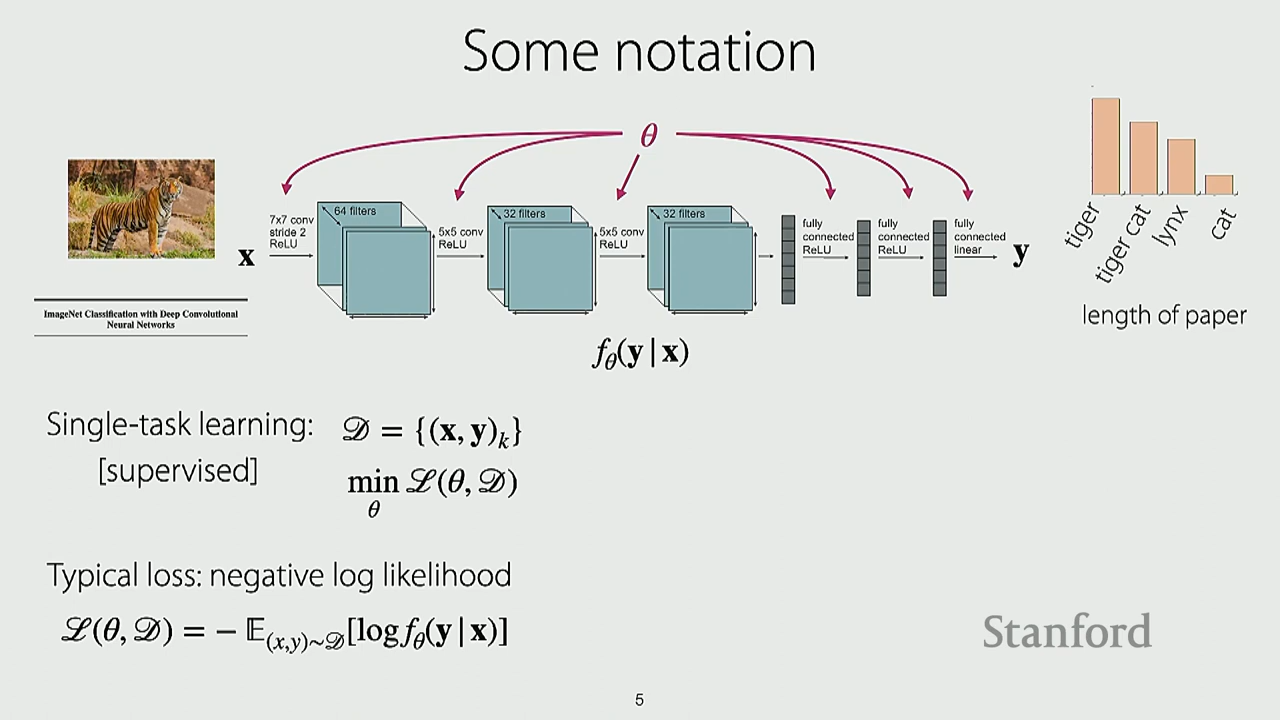 Some notation
θ
7x7 conv
stride 2
ReLU
64 filters
5x5 conv
ReLU
32 filters
5x5 conv
ReLU
32 filters
fully
connected
ReLU
fully
connected
ReLU
fully
connected
linear
x
y
tiger
tiger cat
lynx
cat
length of paper
ImageNet Classification with Deep Convolutional
Neural Networks
f_θ(y | x)
Single-task learning: 𝒟 = {(x, y)_k}
[supervised]
min_θ ℒ(θ, 𝒟)
Typical loss: negative log likelihood
ℒ(θ, 𝒟) = − 𝔼_(x,y)∼𝒟[log f_θ(y | x)]
Stanford
5